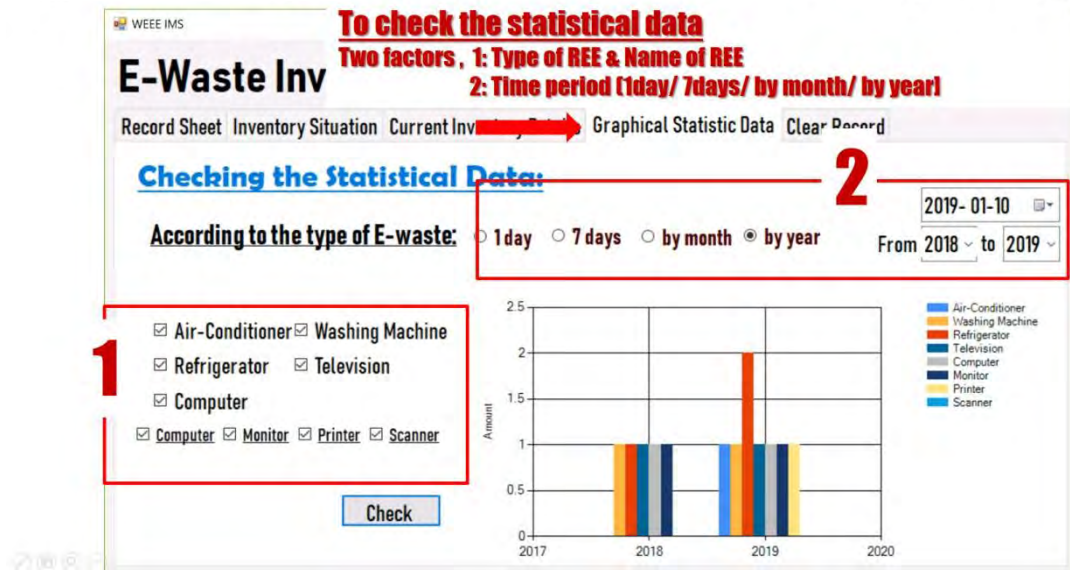 WEEE IMS
To check the statistical data
Two factors , 1: Type of REE & Name of REE
2: Time period (1day/ 7days/ by month/ by year)
E-Waste Inv
Record Sheet Inventory Situation Current Inv Graphical Statistic Data Clear Record
2
Checking the Statistical Data:
2019- 01-10
According to the type of E-waste: 1 day 7 days by month by year From 2018 to 2019
1
Air-Conditioner Washing Machine
Refrigerator Television
Computer
Computer Monitor Printer Scanner
Check
Amount
2.5
2
1.5
1
0.5
0
2017 2018 2019 2020
Air-Conditioner
Washing Machine
Refrigerator
Television
Computer
Monitor
Printer
Scanner